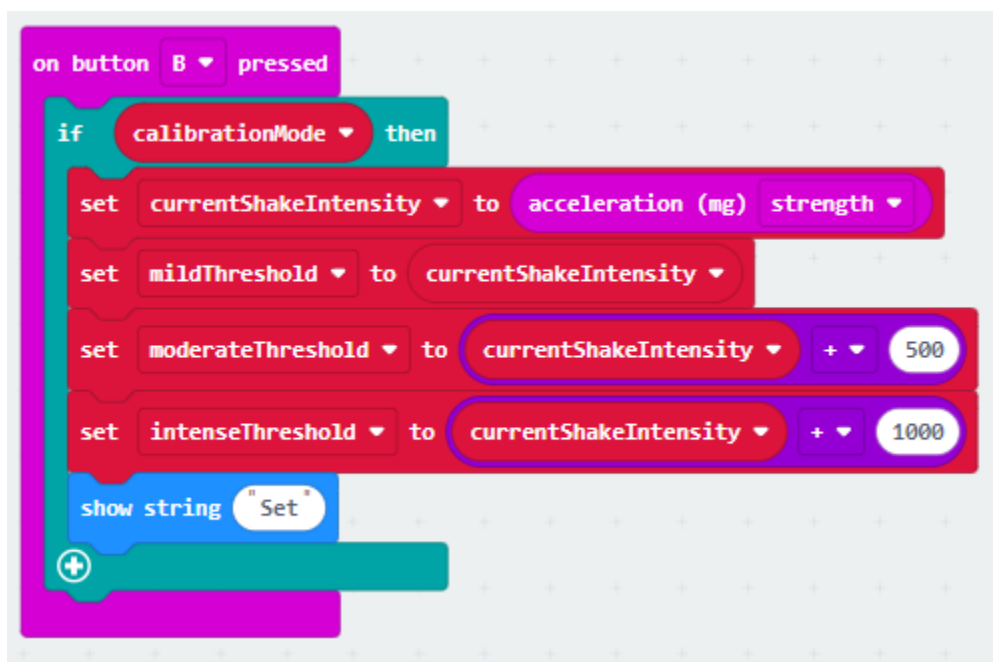 on button B pressed
if calibrationMode then
set currentShakeIntensity to acceleration (mg) strength
set mildThreshold to currentShakeIntensity
set moderateThreshold to currentShakeIntensity + 500
set intenseThreshold to currentShakeIntensity + 1000
show string "Set"